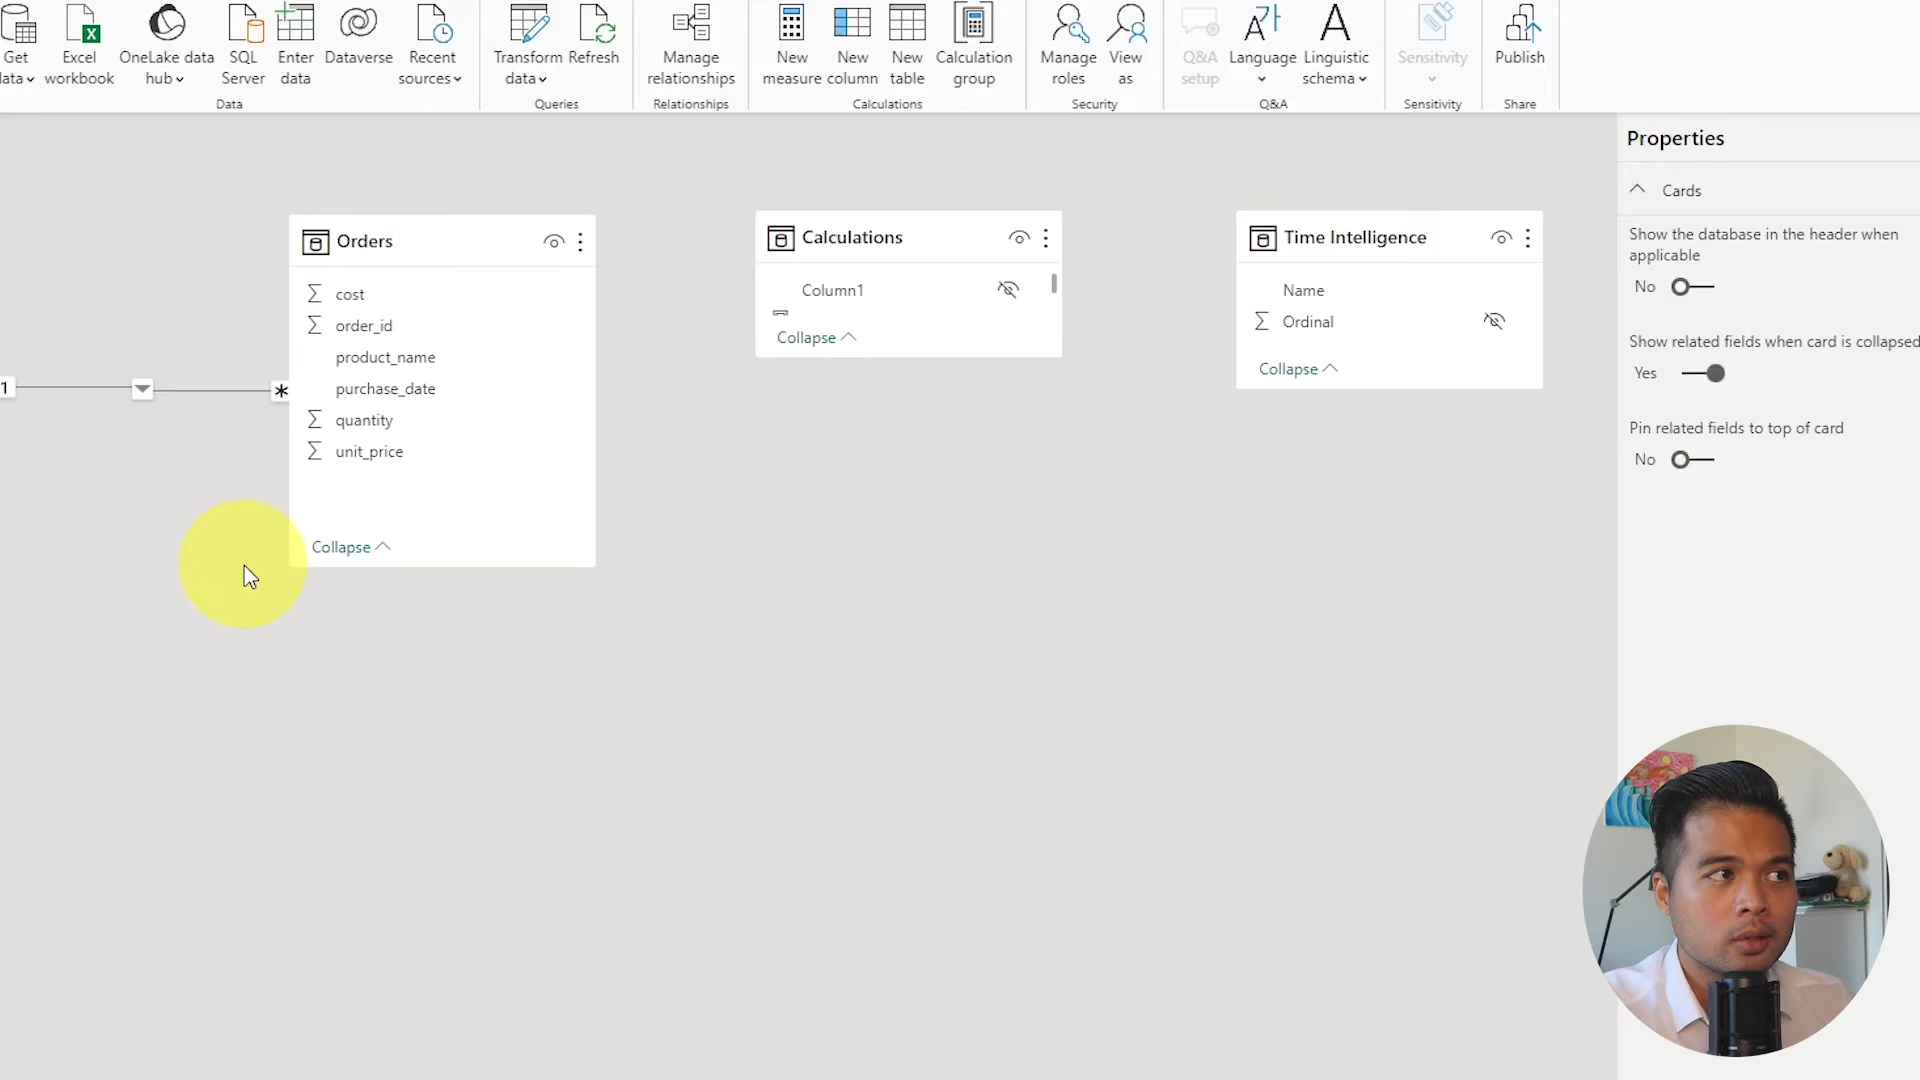 Get
data
Excel
workbook
OneLake data
hub
SQL
Server
Enter
data
Dataverse
Recent
sources
Data
Transform
data
Refresh
Queries
Manage
relationships
Relationships
New
measure
New
column
New
table
Calculation
group
Calculations
Manage
roles
View
as
Security
Q&A
setup
Language
Linguistic
schema
Q&A
Sensitivity
Sensitivity
Publish
Share
Orders
cost
order_id
product_name
purchase_date
quantity
unit_price
Collapse
1
*
Calculations
Column1
Collapse
Time Intelligence
Name
Ordinal
Collapse
Properties
Cards
Show the database in the header when
applicable
No
Show related fields when card is collapsed
Yes
Pin related fields to top of card
No